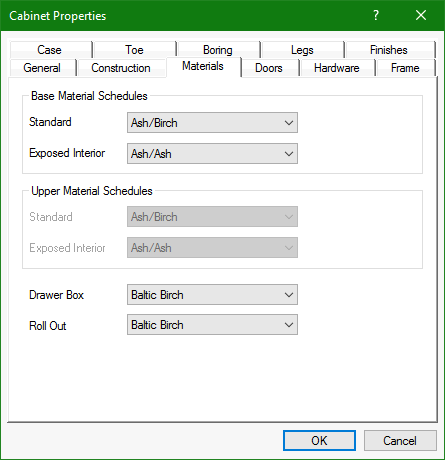 Cabinet Properties ?
Case Toe Boring Legs Finishes
General Construction Materials Doors Hardware Frame
Base Material Schedules
Standard Ash/Birch
Exposed Interior Ash/Ash
Upper Material Schedules
Standard Ash/Birch
Exposed Interior Ash/Ash
Drawer Box Baltic Birch
Roll Out Baltic Birch
OK Cancel